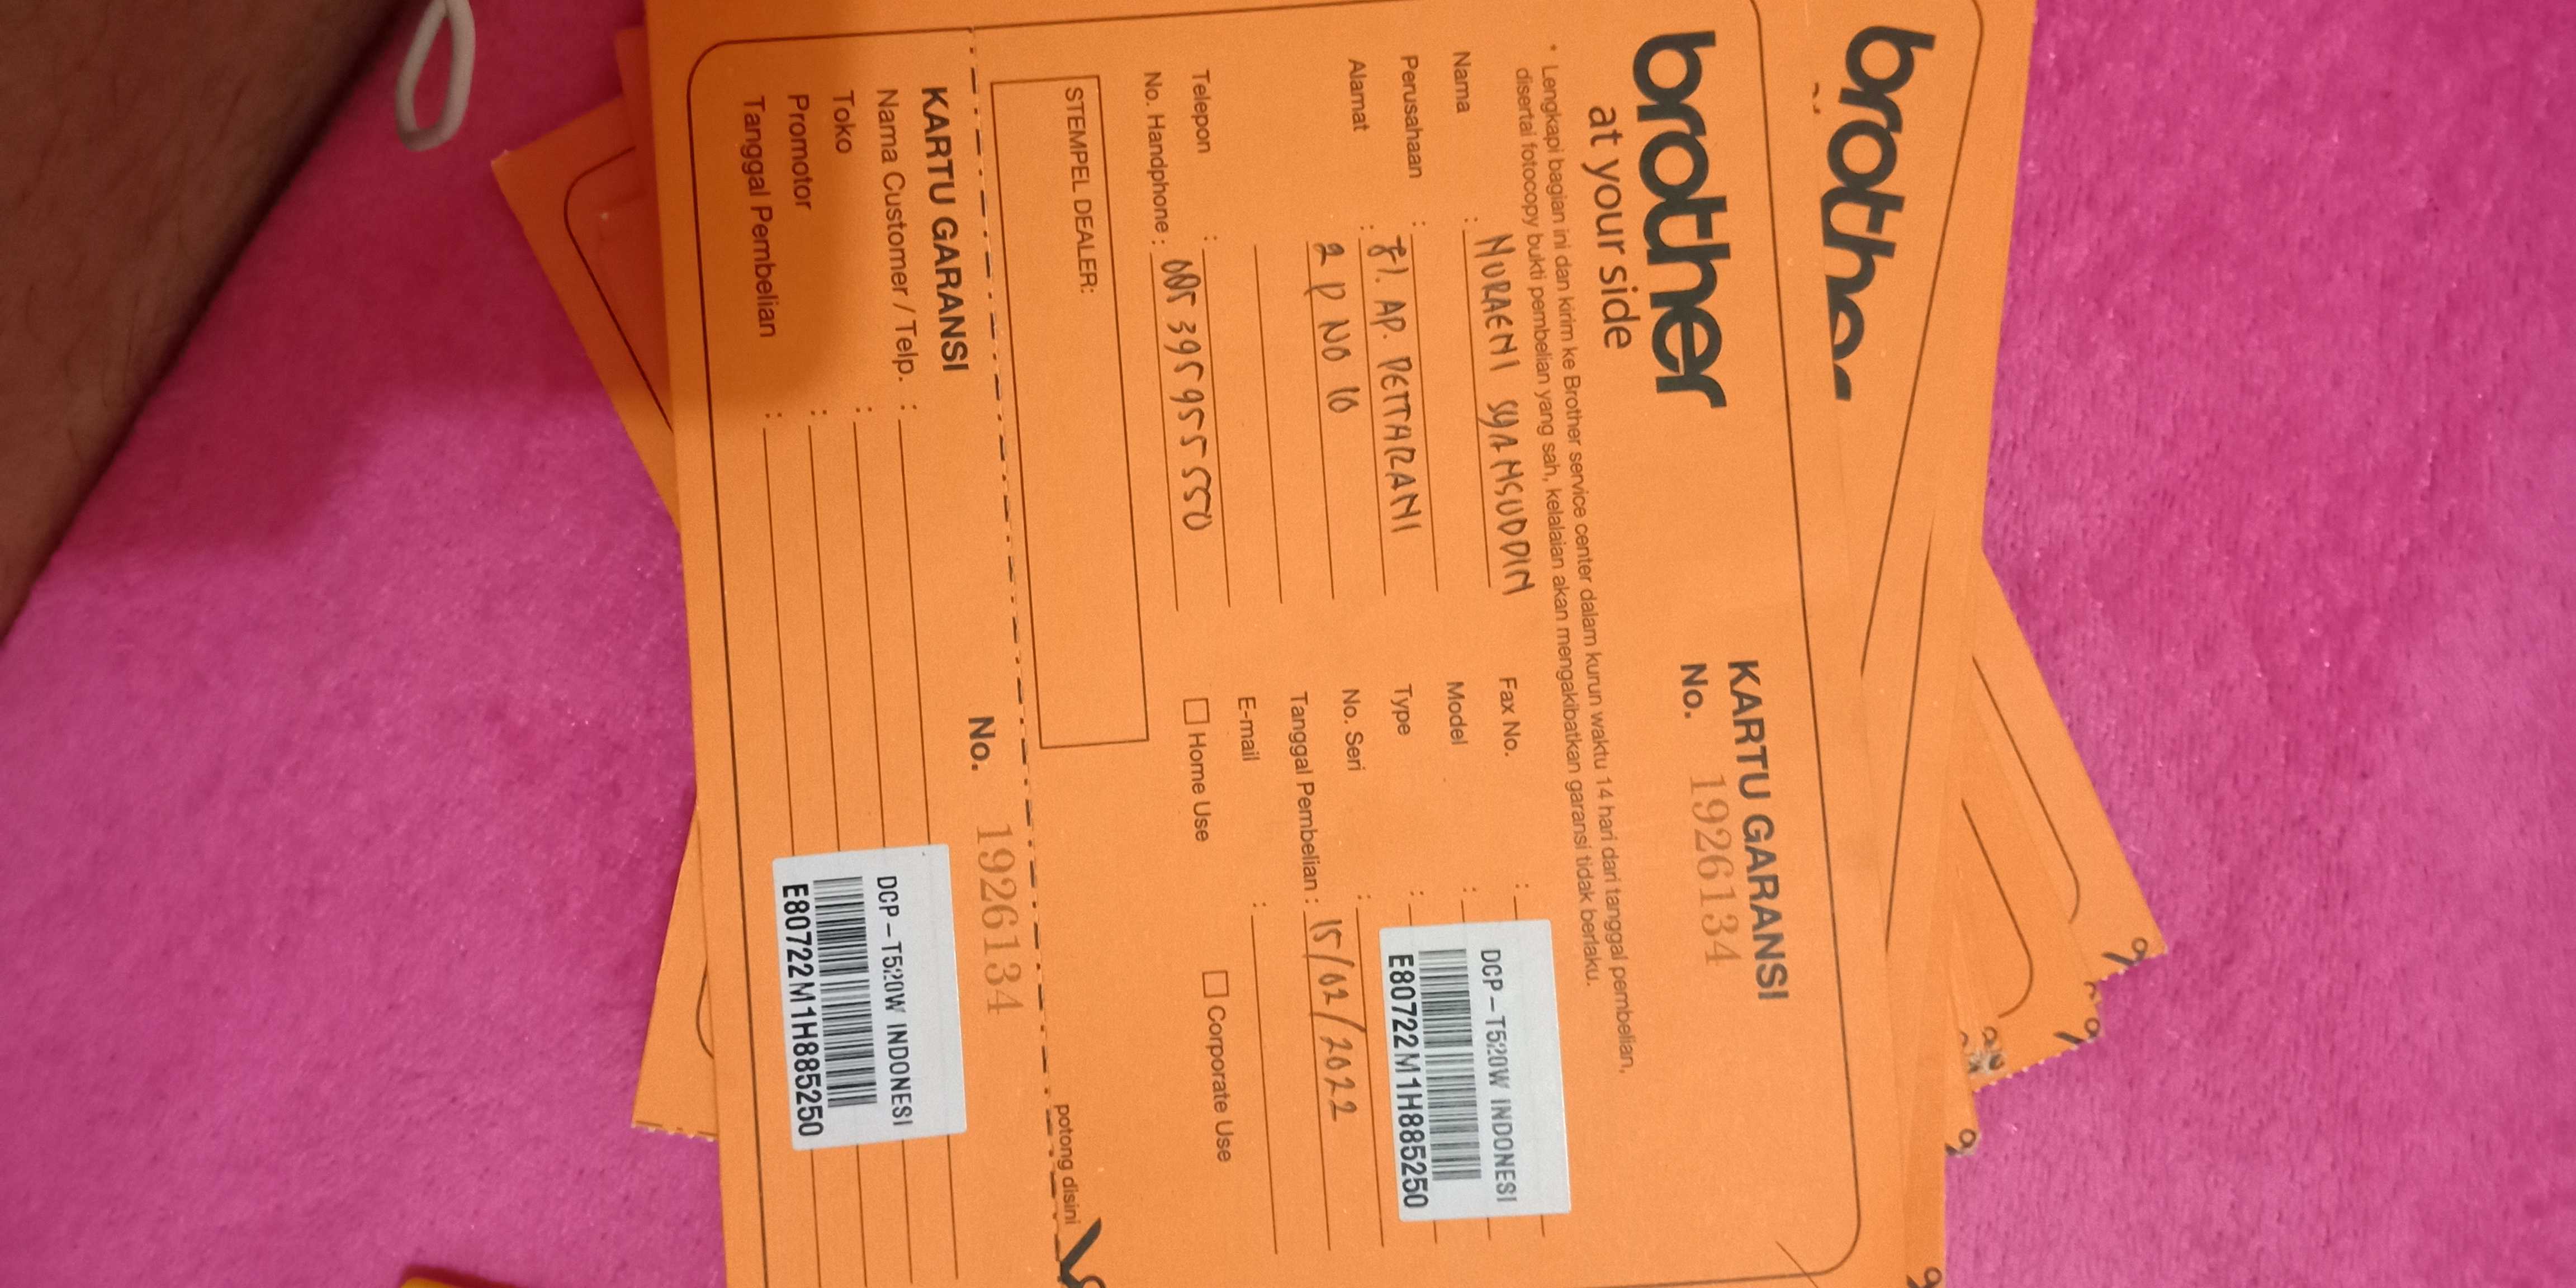 brother
brother
at your side
KARTU GARANSI
No. 1926134
* Lengkapi bagian ini dan kirim ke Brother service center dalam kurun waktu 14 hari dari tanggal pembelian,
disertai fotocopy bukti pembelian yang sah, kelalaian akan mengakibatkan garansi tidak berlaku.
Nama : NURAENI SYAMSUDDIN
Perusahaan :
Alamat : Jl. AP. PETTARANI
2 P NO 10
Telepon :
No. Handphone : 085 395 955 550
Fax No. :
Model :
Type :
No. Seri :
DCP-T520W INDONESI
E80722M1H885250
Tanggal Pembelian : 15/02/2022
E-mail :
Home Use
Corporate Use
STEMPEL DEALER:
potong disini
KARTU GARANSI
No. 1926134
Nama Customer / Telp. :
Toko :
Promotor :
Tanggal Pembelian :
DCP-T520W INDONESI
E80722M1H885250